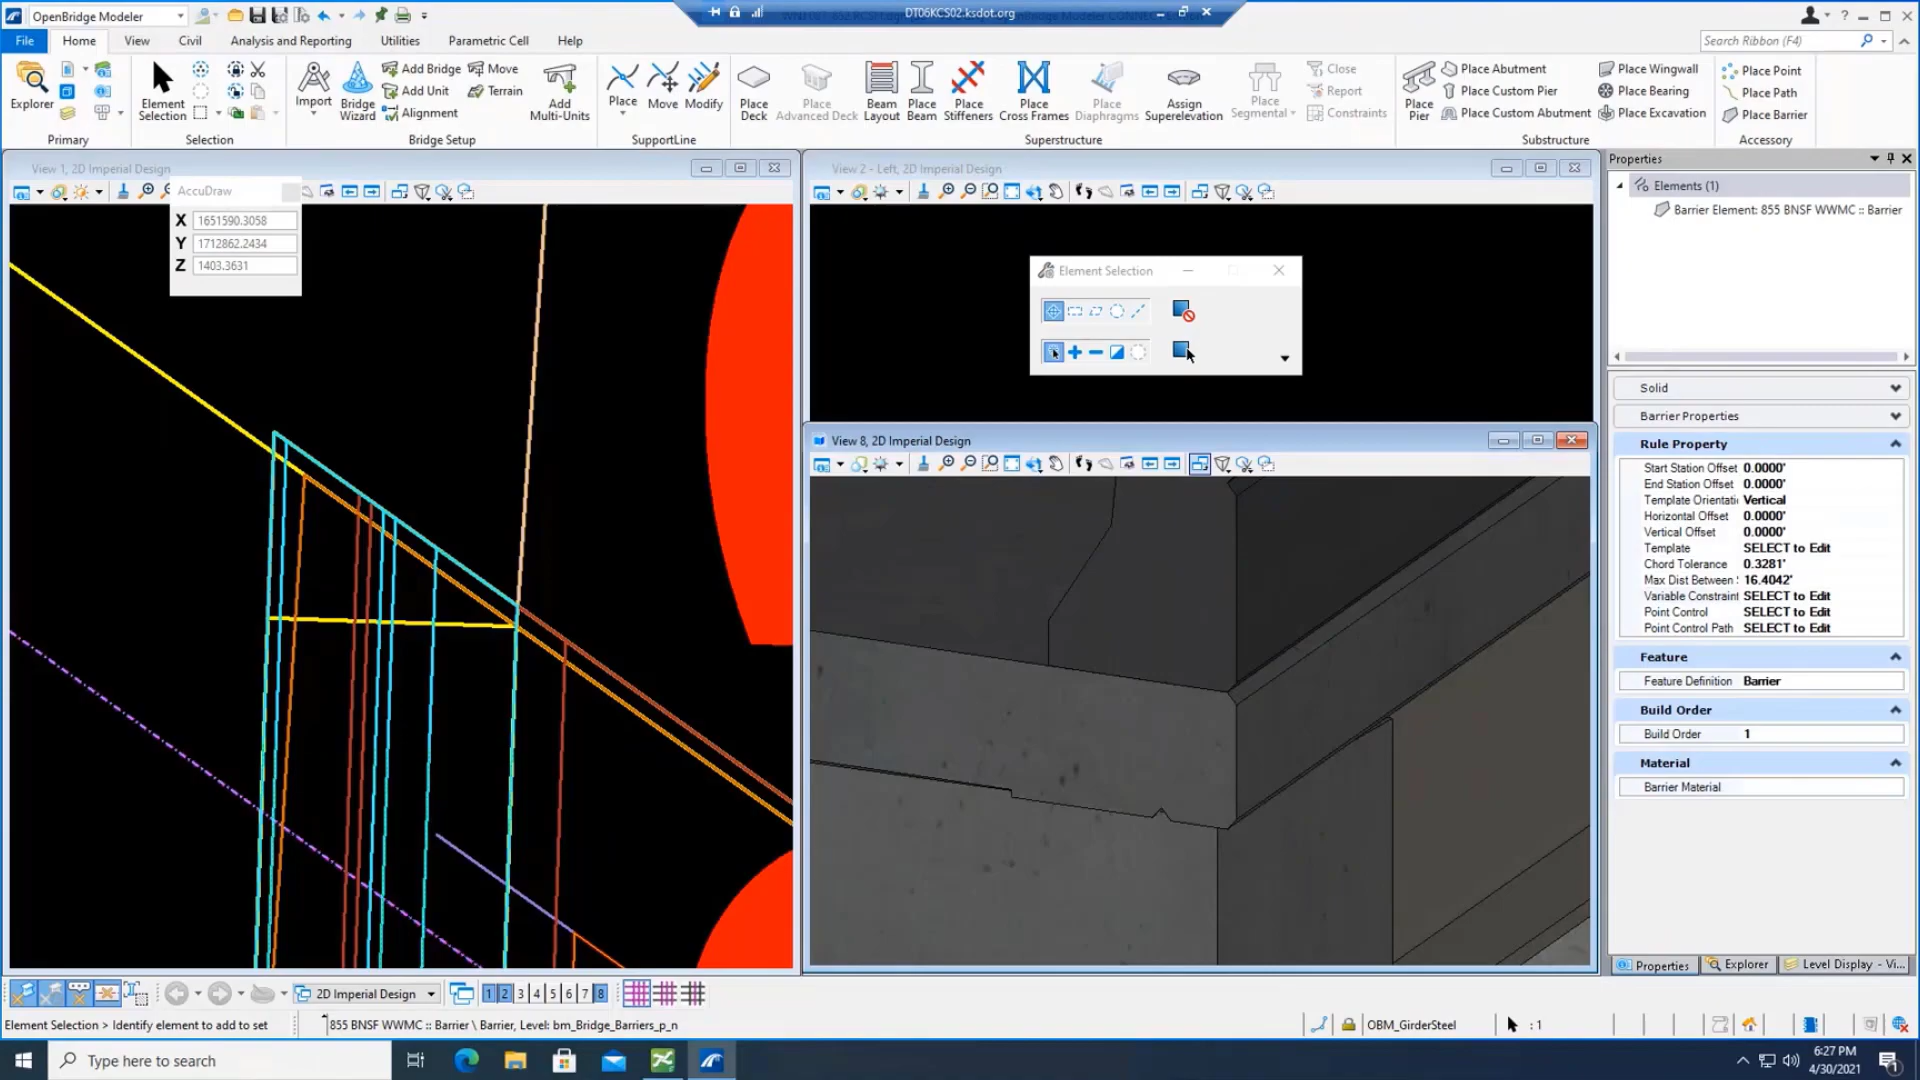 OpenBridge Modeler
DT06KCS02.ksdot.org
File Home View Civil Analysis and Reporting Utilities Parametric Cell Help
Search Ribbon (F4)
Explorer
Primary
Element Selection
Selection
Import
Bridge Wizard
Add Bridge
Add Unit
Alignment
Move
Terrain
Add Multi-Units
Bridge Setup
Place
Move
Modify
SupportLine
Place Deck
Place Advanced Deck
Beam Layout
Place Beam
Place Stiffeners
Place Cross Frames
Place Diaphragms
Assign Superelevation
Place Segmental
Close
Report
Constraints
Superstructure
Place Pier
Place Abutment
Place Custom Pier
Place Custom Abutment
Place Wingwall
Place Bearing
Place Excavation
Substructure
Place Point
Place Path
Place Barrier
Accessory
View 1, 2D Imperial Design
AccuDraw
X 1651590.3058
Y 1712862.2434
Z 1403.3631
View 2 - Left, 2D Imperial Design
Element Selection
View 8, 2D Imperial Design
Properties
Elements (1)
Barrier Element: 855 BNSF WWMC :: Barrier
Solid
Barrier Properties
Rule Property
Start Station Offset 0.0000'
End Station Offset 0.0000'
Template Orientati Vertical
Horizontal Offset 0.0000'
Vertical Offset 0.0000'
Template SELECT to Edit
Chord Tolerance 0.3281'
Max Dist Between 16.4042'
Variable Constraint SELECT to Edit
Point Control SELECT to Edit
Point Control Path SELECT to Edit
Feature
Feature Definition Barrier
Build Order
Build Order 1
Material
Barrier Material
Properties Explorer Level Display - Vi...
2D Imperial Design
1 2 3 4 5 6 7 8
Element Selection > Identify element to add to set
855 BNSF WWMC :: Barrier \ Barrier, Level: bm_Bridge_Barriers_p_n
OBM_GirderSteel
: 1
Type here to search
6:27 PM
4/30/2021
1